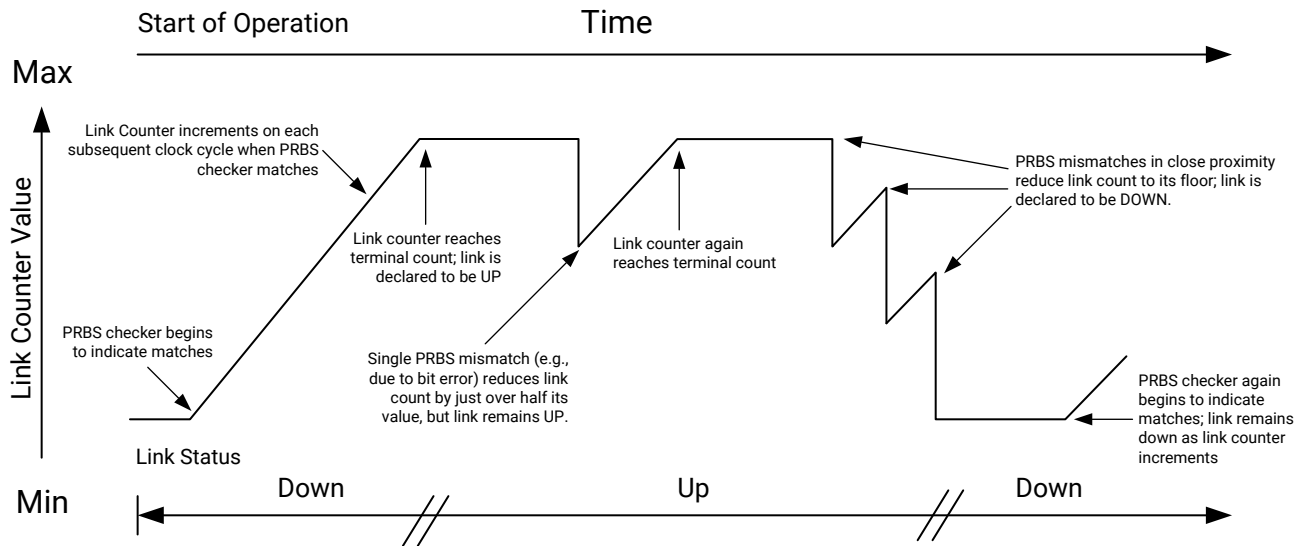 Start of Operation
Time
Max
Link Counter increments on each
subsequent clock cycle when PRBS
checker matches
PRBS mismatches in close proximity
reduce link count to its floor; link is
declared to be DOWN.
Link counter reaches
terminal count; link is
declared to be UP
Link counter again
reaches terminal count
Link Counter Value
PRBS checker begins
to indicate matches
Single PRBS mismatch (e.g.,
due to bit error) reduces link
count by just over half its
value, but link remains UP.
PRBS checker again
begins to indicate
matches; link remains
down as link counter
increments
Link Status
Min
Down
Up
Down